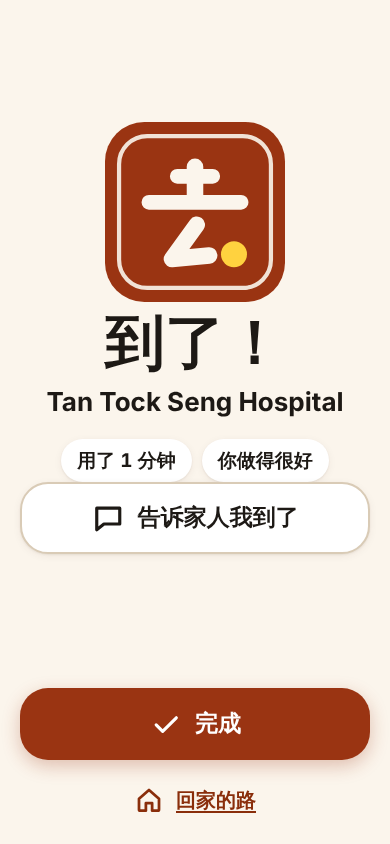 去
到了！
Tan Tock Seng Hospital
用了 1 分钟
你做得很好
告诉家人我到了
完成
回家的路